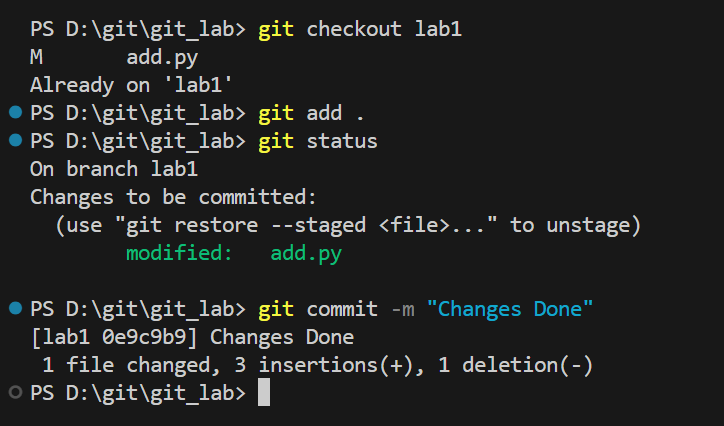 PS D:\git\git_lab> git checkout lab1
M       add.py
Already on 'lab1'
PS D:\git\git_lab> git add .
PS D:\git\git_lab> git status
On branch lab1
Changes to be committed:
  (use "git restore --staged <file>..." to unstage)
        modified:   add.py

PS D:\git\git_lab> git commit -m "Changes Done"
[lab1 0e9c9b9] Changes Done
 1 file changed, 3 insertions(+), 1 deletion(-)
PS D:\git\git_lab>